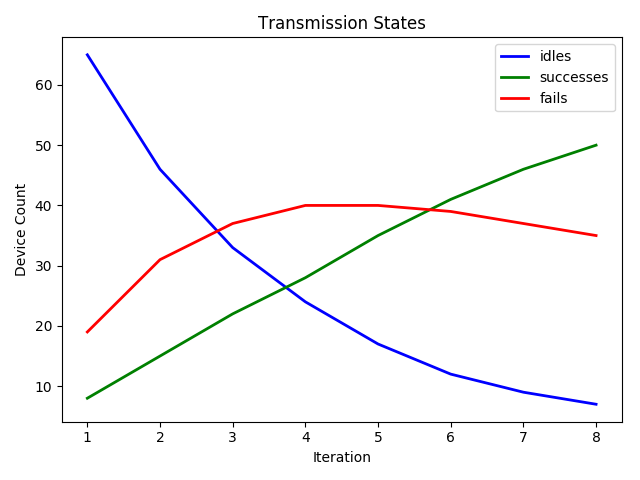 Transmission States
idles
successes
fails
60
50
40
30
20
10
Device Count
1 2 3 4 5 6 7 8
Iteration